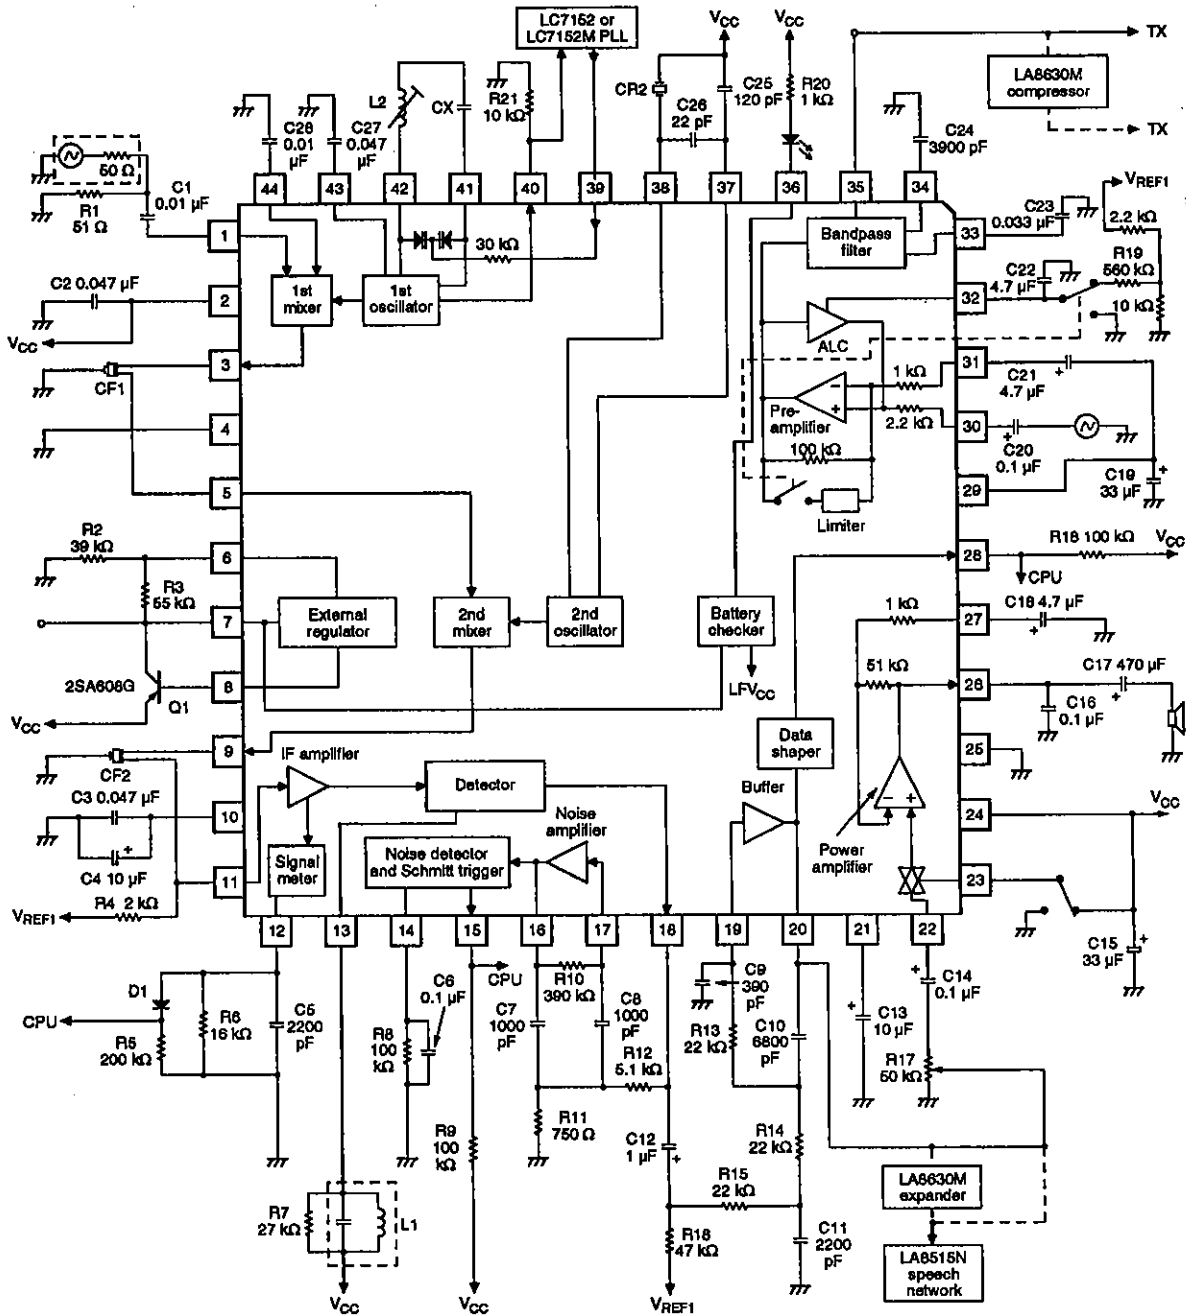 LC7152 or
LC7152M PLL
VCC
VCC
TX
LA8630M
compressor
TX
L2
CX
R21
10 kΩ
CR2
C26
22 pF
C25
120 pF
R20
1 kΩ
C24
3900 pF
C28
0.01
µF
C27
0.047
µF
50 Ω
R1
51 Ω
C1
0.01 µF
44
43
42
41
40
39
38
37
36
35
34
VREF1
2.2 kΩ
C23
0.033 µF
R19
560 kΩ
C22
4.7 µF
10 kΩ
1
2
3
4
5
6
7
8
9
10
11
33
32
31
30
29
28
27
26
25
24
23
30 kΩ
1st
mixer
1st
oscillator
Bandpass
filter
ALC
Pre-
amplifier
1 kΩ
2.2 kΩ
100 kΩ
Limiter
C21
4.7 µF
C20
0.1 µF
C19
33 µF
C2 0.047 µF
VCC
CF1
R2
39 kΩ
R3
55 kΩ
External
regulator
2nd
mixer
2nd
oscillator
Battery
checker
LFVCC
R18 100 kΩ
VCC
CPU
1 kΩ
C18 4.7 µF
51 kΩ
C17 470 µF
C16
0.1 µF
2SA608G
Q1
VCC
CF2
C3 0.047 µF
C4 10 µF
R4 2 kΩ
VREF1
IF amplifier
Detector
Signal
meter
Noise detector
and Schmitt trigger
Noise
amplifier
Buffer
Data
shaper
Power
amplifier
VCC
C15
33 µF
12
13
14
15
16
17
18
19
20
21
22
D1
CPU
R5
200 kΩ
R6
16 kΩ
C5
2200
pF
R8
100
kΩ
C6
0.1 µF
CPU
R10
390 kΩ
C7
1000
pF
C8
1000
pF
R12
5.1 kΩ
R11
750 Ω
R9
100
kΩ
C12
1 µF
C9
390
pF
R13
22 kΩ
C10
6800
pF
C13
10 µF
C14
0.1 µF
R17
50 kΩ
R14
22 kΩ
R15
22 kΩ
R18
47 kΩ
C11
2200
pF
R7
27 kΩ
L1
VCC
VCC
VREF1
LA8630M
expander
LA8515N
speech
network